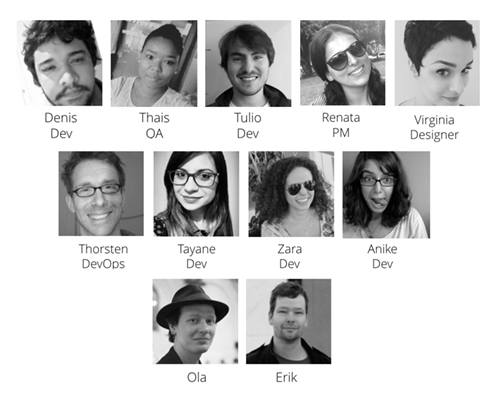 Denis Thais Tulio Renata Virginia
Dev OA Dev PM Designer
Thorsten Tayane Zara Anike
DevOps Dev Dev Dev
Ola Erik